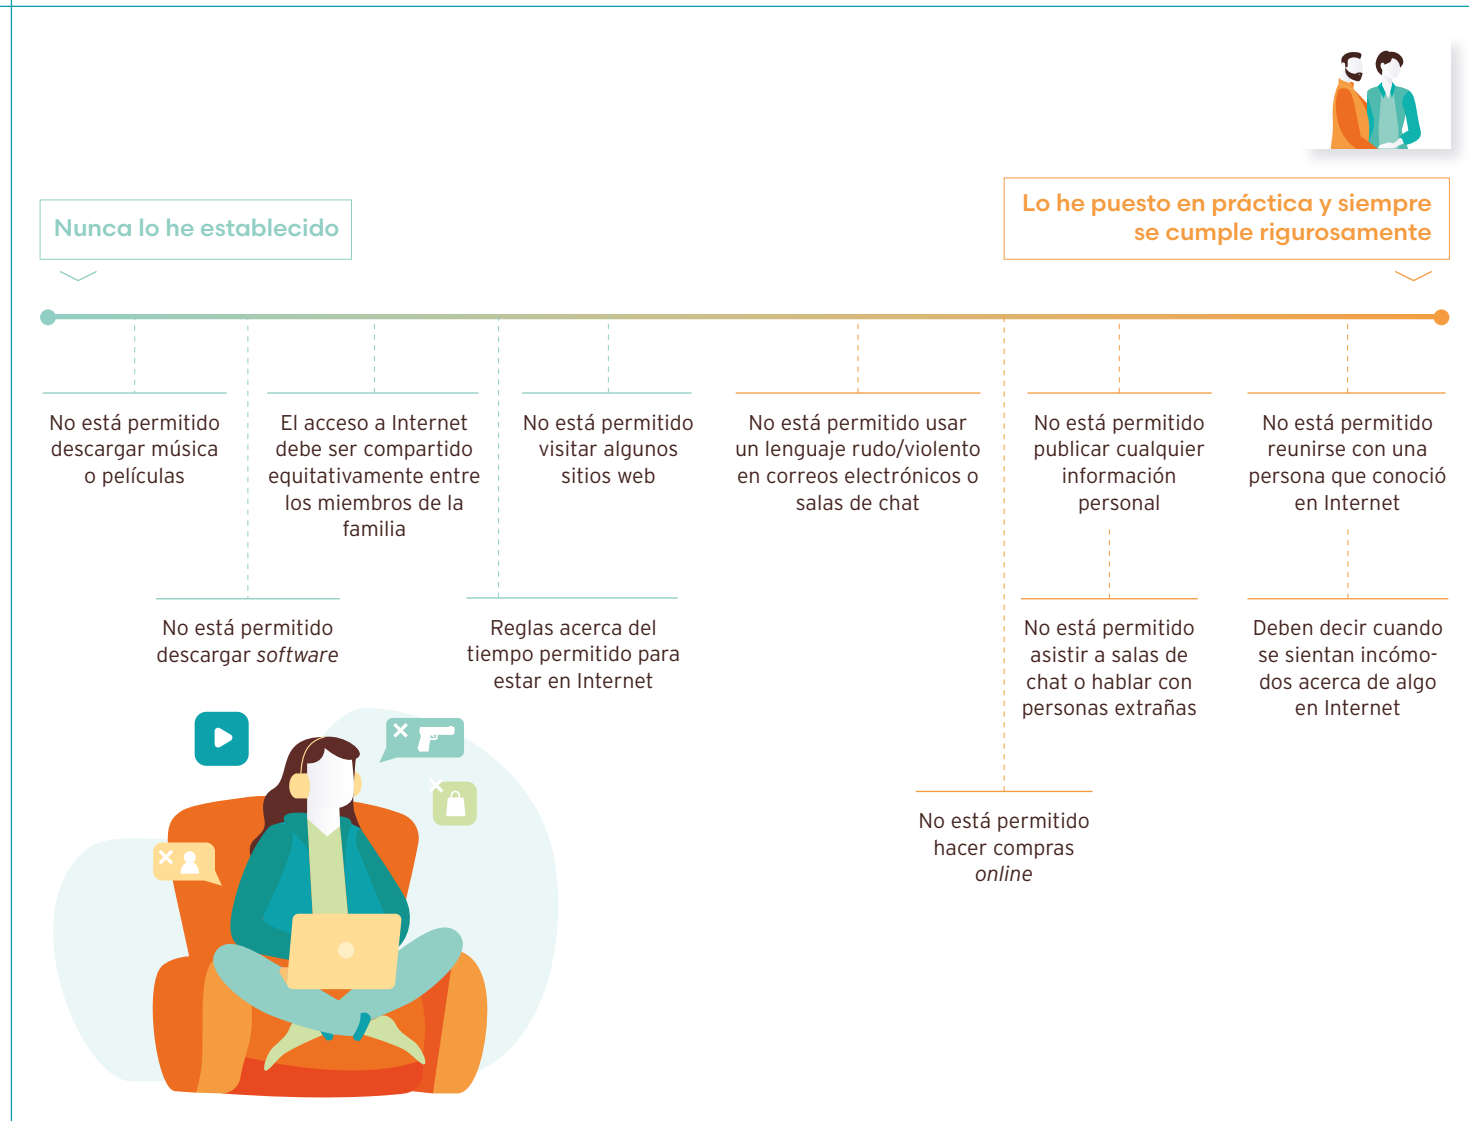 Nunca lo he establecido
Lo he puesto en práctica y siempre
se cumple rigurosamente
No está permitido
descargar música
o películas
El acceso a Internet
debe ser compartido
equitativamente entre
los miembros de la
familia
No está permitido
visitar algunos
sitios web
No está permitido usar
un lenguaje rudo/violento
en correos electrónicos o
salas de chat
No está permitido
publicar cualquier
información
personal
No está permitido
reunirse con una
persona que conoció
en Internet
No está permitido
descargar software
Reglas acerca del
tiempo permitido para
estar en Internet
No está permitido
asistir a salas de
chat o hablar con
personas extrañas
Deben decir cuando
se sientan incómo-
dos acerca de algo
en Internet
No está permitido
hacer compras
online